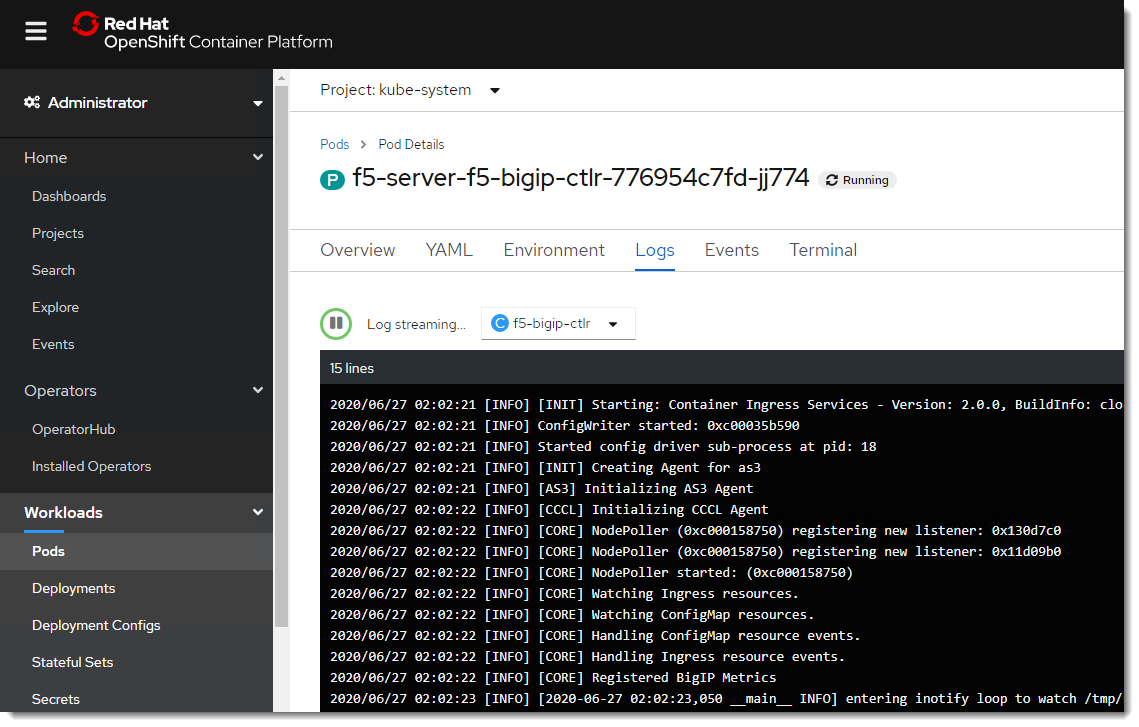 Red Hat
OpenShift Container Platform
Administrator
Home
Dashboards
Projects
Search
Explore
Events
Operators
OperatorHub
Installed Operators
Workloads
Pods
Deployments
Deployment Configs
Stateful Sets
Secrets
Project: kube-system
Pods > Pod Details
P f5-server-f5-bigip-ctlr-776954c7fd-jj774 Running
Overview YAML Environment Logs Events Terminal
Log streaming... C f5-bigip-ctlr
15 lines
2020/06/27 02:02:21 [INFO] [INIT] Starting: Container Ingress Services - Version: 2.0.0, BuildInfo: clo
2020/06/27 02:02:21 [INFO] ConfigWriter started: 0xc00035b590
2020/06/27 02:02:21 [INFO] Started config driver sub-process at pid: 18
2020/06/27 02:02:21 [INFO] [INIT] Creating Agent for as3
2020/06/27 02:02:21 [INFO] [AS3] Initializing AS3 Agent
2020/06/27 02:02:22 [INFO] [CCCL] Initializing CCCL Agent
2020/06/27 02:02:22 [INFO] [CORE] NodePoller (0xc000158750) registering new listener: 0x130d7c0
2020/06/27 02:02:22 [INFO] [CORE] NodePoller (0xc000158750) registering new listener: 0x11d09b0
2020/06/27 02:02:22 [INFO] [CORE] NodePoller started: (0xc000158750)
2020/06/27 02:02:22 [INFO] [CORE] Watching Ingress resources.
2020/06/27 02:02:22 [INFO] [CORE] Watching ConfigMap resources.
2020/06/27 02:02:22 [INFO] [CORE] Handling ConfigMap resource events.
2020/06/27 02:02:22 [INFO] [CORE] Handling Ingress resource events.
2020/06/27 02:02:22 [INFO] [CORE] Registered BigIP Metrics
2020/06/27 02:02:23 [INFO] [2020-06-27 02:02:23,050 __main__ INFO] entering inotify loop to watch /tmp/